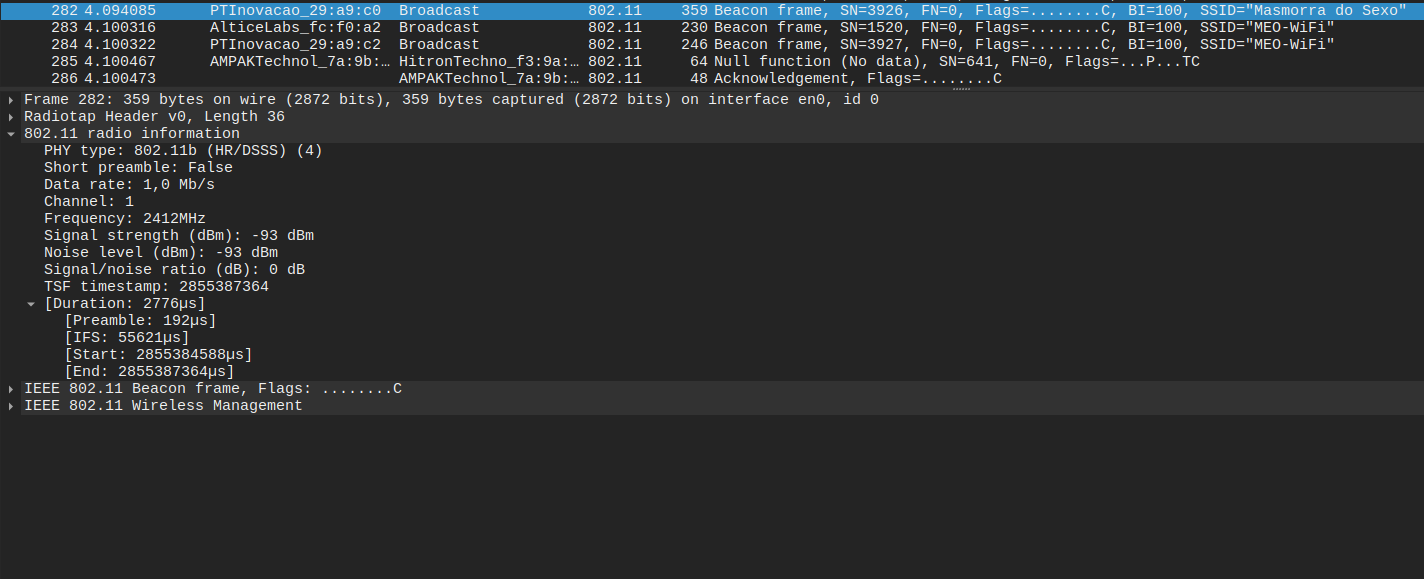 282 4.094085 PTInovacao_29:a9:c0 Broadcast 802.11 359 Beacon frame, SN=3926, FN=0, Flags=........C, BI=100, SSID="Masmorra do Sexo"
283 4.100316 AlticeLabs_fc:f0:a2 Broadcast 802.11 230 Beacon frame, SN=1520, FN=0, Flags=........C, BI=100, SSID="MEO-WiFi"
284 4.100322 PTInovacao_29:a9:c2 Broadcast 802.11 246 Beacon frame, SN=3927, FN=0, Flags=........C, BI=100, SSID="MEO-WiFi"
285 4.100467 AMPAKTechnol_7a:9b:… HitronTechno_f3:9a:… 802.11 64 Null function (No data), SN=641, FN=0, Flags=...P...TC
286 4.100473 AMPAKTechnol_7a:9b:… 802.11 48 Acknowledgement, Flags=........C
Frame 282: 359 bytes on wire (2872 bits), 359 bytes captured (2872 bits) on interface en0, id 0
Radiotap Header v0, Length 36
802.11 radio information
PHY type: 802.11b (HR/DSSS) (4)
Short preamble: False
Data rate: 1,0 Mb/s
Channel: 1
Frequency: 2412MHz
Signal strength (dBm): -93 dBm
Noise level (dBm): -93 dBm
Signal/noise ratio (dB): 0 dB
TSF timestamp: 2855387364
[Duration: 2776µs]
[Preamble: 192µs]
[IFS: 55621µs]
[Start: 2855384588µs]
[End: 2855387364µs]
IEEE 802.11 Beacon frame, Flags: ........C
IEEE 802.11 Wireless Management